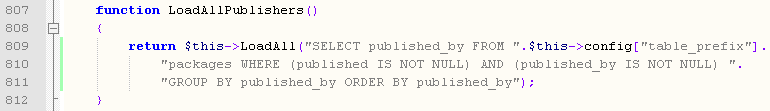 807 function LoadAllPublishers()
808 {
809 return $this->LoadAll("SELECT published_by FROM ".$this->config["table_prefix"].
810 "packages WHERE (published IS NOT NULL) AND (published_by IS NOT NULL) ".
811 "GROUP BY published_by ORDER BY published_by");
812 }